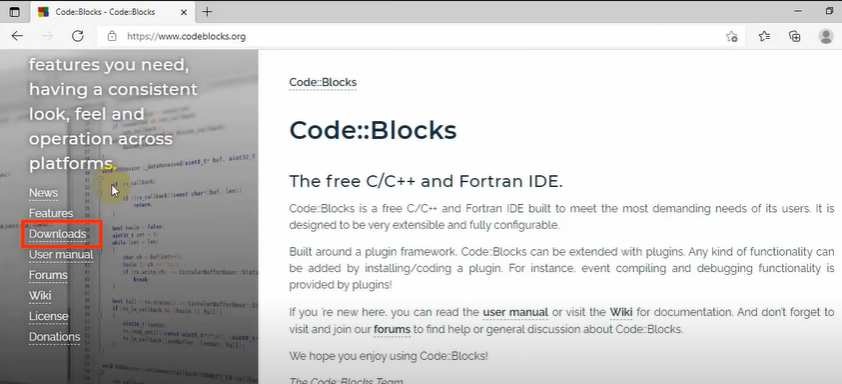 Code::Blocks - Code::Blocks
https://www.codeblocks.org
features you need,
having a consistent
look, feel and
operation across
platforms.
News
Features
Downloads
User manual
Forums
Wiki
License
Donations
Code::Blocks
Code::Blocks
The free C/C++ and Fortran IDE.
Code::Blocks is a free C/C++ and Fortran IDE built to meet the most demanding needs of its users. It is
designed to be very extensible and fully configurable.
Built around a plugin framework, Code::Blocks can be extended with plugins. Any kind of functionality
can be added by installing/coding a plugin. For instance, event compiling and debugging functionality is
provided by plugins!
If you 're new here, you can read the user manual or visit the Wiki for documentation. And don't forget to
visit and join our forums to find help or general discussion about Code::Blocks.
We hope you enjoy using Code::Blocks!
The Code::Blocks Team